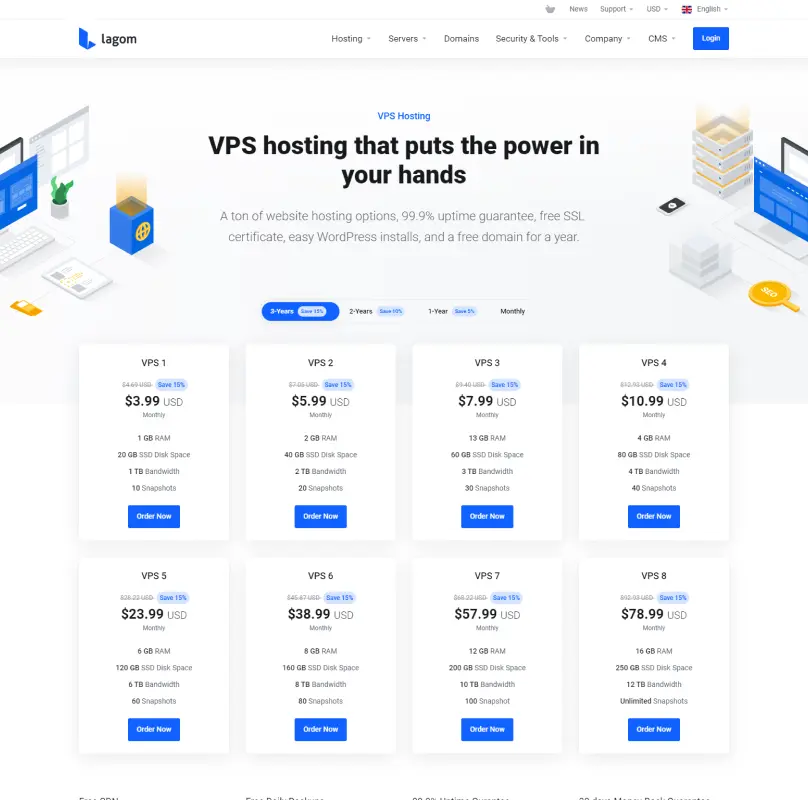 News Support USD English
lagom
Hosting Servers Domains Security & Tools Company CMS Login
VPS Hosting
VPS hosting that puts the power in
your hands
A ton of website hosting options, 99.9% uptime guarantee, free SSL
certificate, easy WordPress installs, and a free domain for a year.
SEO
3-Years Save 15% 2-Years Save 10% 1-Year Save 5% Monthly
VPS 1
$4.69 USD Save 15%
$3.99 USD
Monthly
1 GB RAM
20 GB SSD Disk Space
1 TB Bandwidth
10 Snapshots
Order Now
VPS 2
$7.05 USD Save 15%
$5.99 USD
Monthly
2 GB RAM
40 GB SSD Disk Space
2 TB Bandwidth
20 Snapshots
Order Now
VPS 3
$9.40 USD Save 15%
$7.99 USD
Monthly
13 GB RAM
60 GB SSD Disk Space
3 TB Bandwidth
30 Snapshots
Order Now
VPS 4
$12.93 USD Save 15%
$10.99 USD
Monthly
4 GB RAM
80 GB SSD Disk Space
4 TB Bandwidth
40 Snapshots
Order Now
VPS 5
$28.22 USD Save 15%
$23.99 USD
Monthly
6 GB RAM
120 GB SSD Disk Space
6 TB Bandwidth
60 Snapshots
Order Now
VPS 6
$45.87 USD Save 15%
$38.99 USD
Monthly
8 GB RAM
160 GB SSD Disk Space
8 TB Bandwidth
80 Snapshots
Order Now
VPS 7
$68.22 USD Save 15%
$57.99 USD
Monthly
12 GB RAM
200 GB SSD Disk Space
10 TB Bandwidth
100 Snapshot
Order Now
VPS 8
$92.93 USD Save 15%
$78.99 USD
Monthly
16 GB RAM
250 GB SSD Disk Space
12 TB Bandwidth
Unlimited Snapshots
Order Now